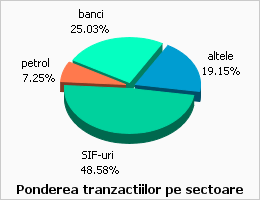 banci
25.03%
altele
19.15%
petrol
7.25%
SIF-uri
48.58%
Ponderea tranzactiilor pe sectoare